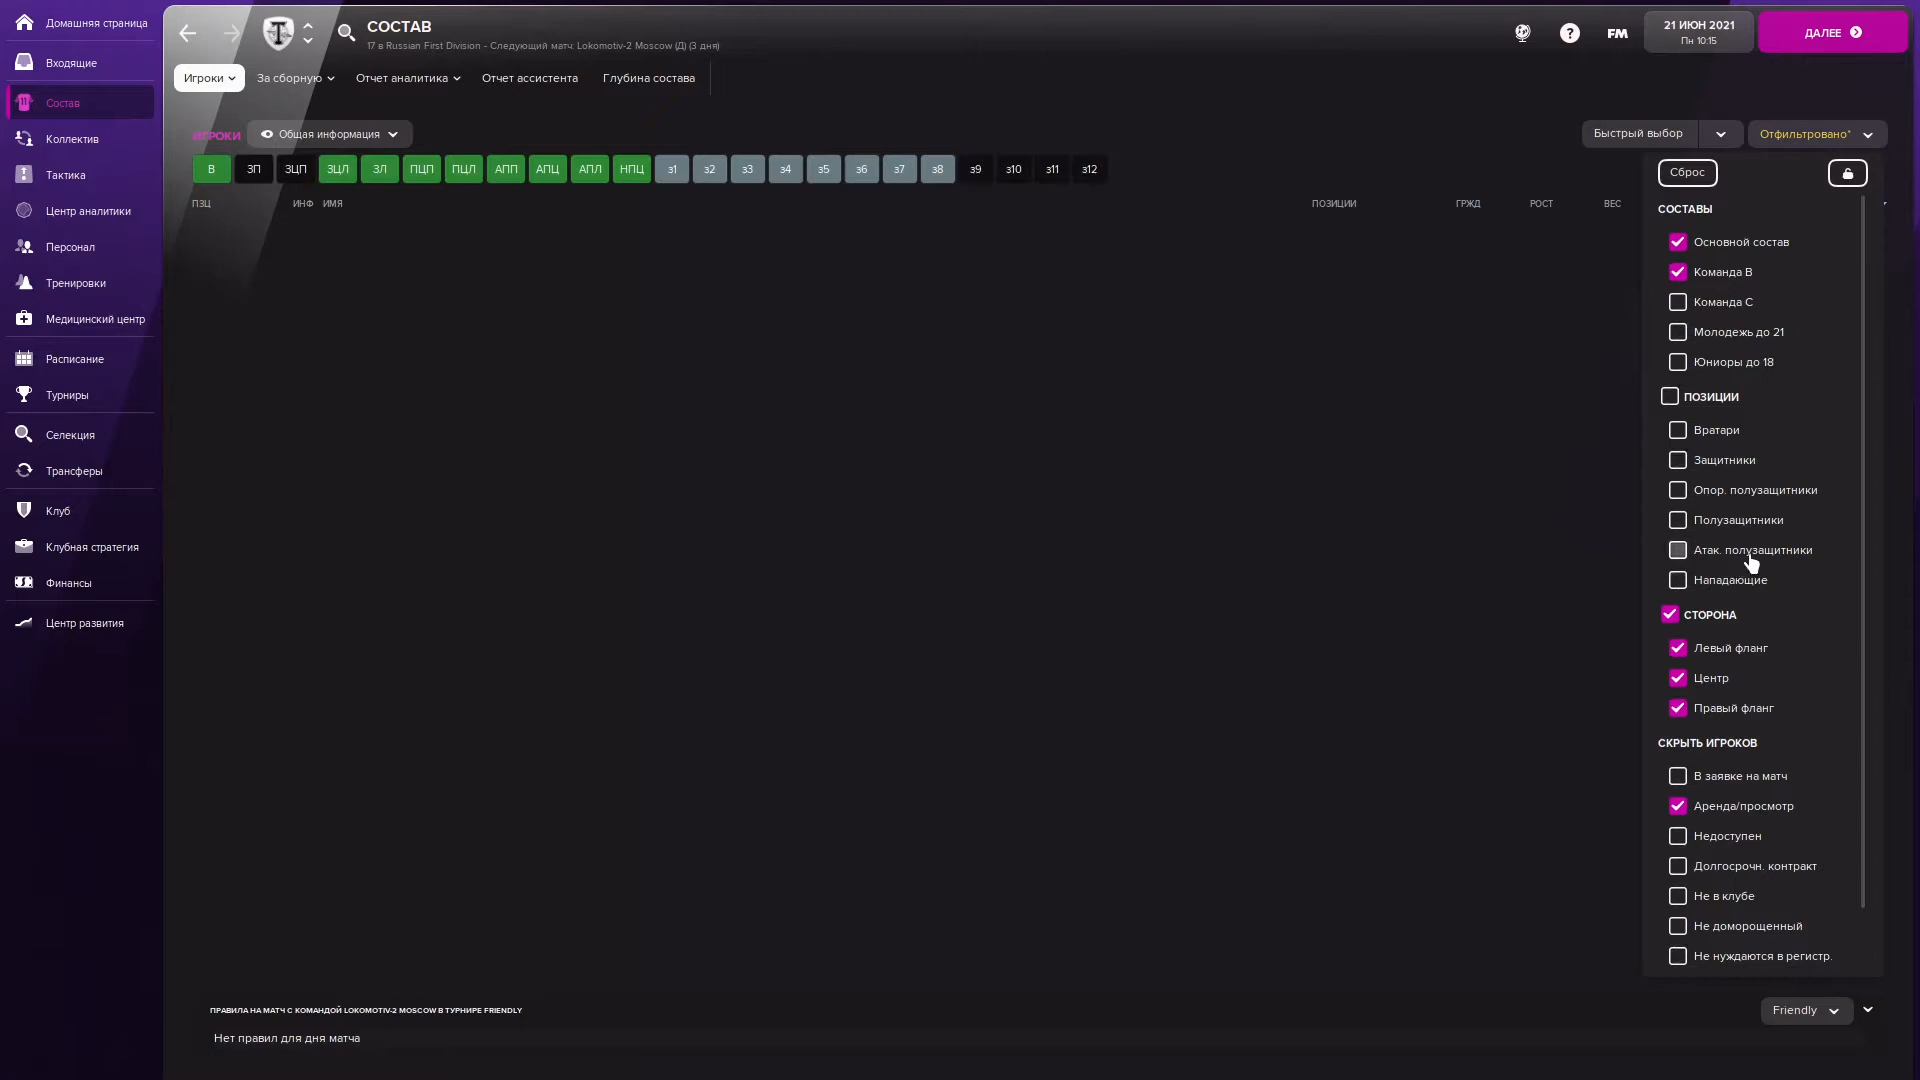 Домашняя страница
Входящие
Состав
Коллектив
Тактика
Центр аналитики
Персонал
Тренировки
Медицинский центр
Расписание
Турниры
Селекция
Трансферы
Клуб
Клубная стратегия
Финансы
Центр развития
СОСТАВ
17 в Russian First Division - Следующий матч: Lokomotiv-2 Moscow (Д) (3 дня)
FM
21 ИЮН 2021
Пн 10:15
ДАЛЕЕ
Игроки За сборную Отчет аналитика Отчет ассистента Глубина состава
ИГРОКИ Общая информация Быстрый выбор Отфильтровано*
В ЗП ЗЦП ЗЦЛ ЗЛ ПЦП ПЦЛ АПП АПЦ АПЛ НПЦ з1 з2 з3 з4 з5 з6 з7 з8 з9 з10 з11 з12
ПЗЦ ИНФ ИМЯ ПОЗИЦИИ ГРЖД РОСТ ВЕС
Сброс
СОСТАВЫ
Основной состав
Команда B
Команда C
Молодежь до 21
Юниоры до 18
ПОЗИЦИИ
Вратари
Защитники
Опор. полузащитники
Полузащитники
Атак. полузащитники
Нападающие
СТОРОНА
Левый фланг
Центр
Правый фланг
СКРЫТЬ ИГРОКОВ
В заявке на матч
Аренда/просмотр
Недоступен
Долгосрочн. контракт
Не в клубе
Не доморощенный
Не нуждаются в регистр.
ПРАВИЛА НА МАТЧ С КОМАНДОЙ LOKOMOTIV-2 MOSCOW В ТУРНИРЕ FRIENDLY
Friendly
Нет правил для дня матча